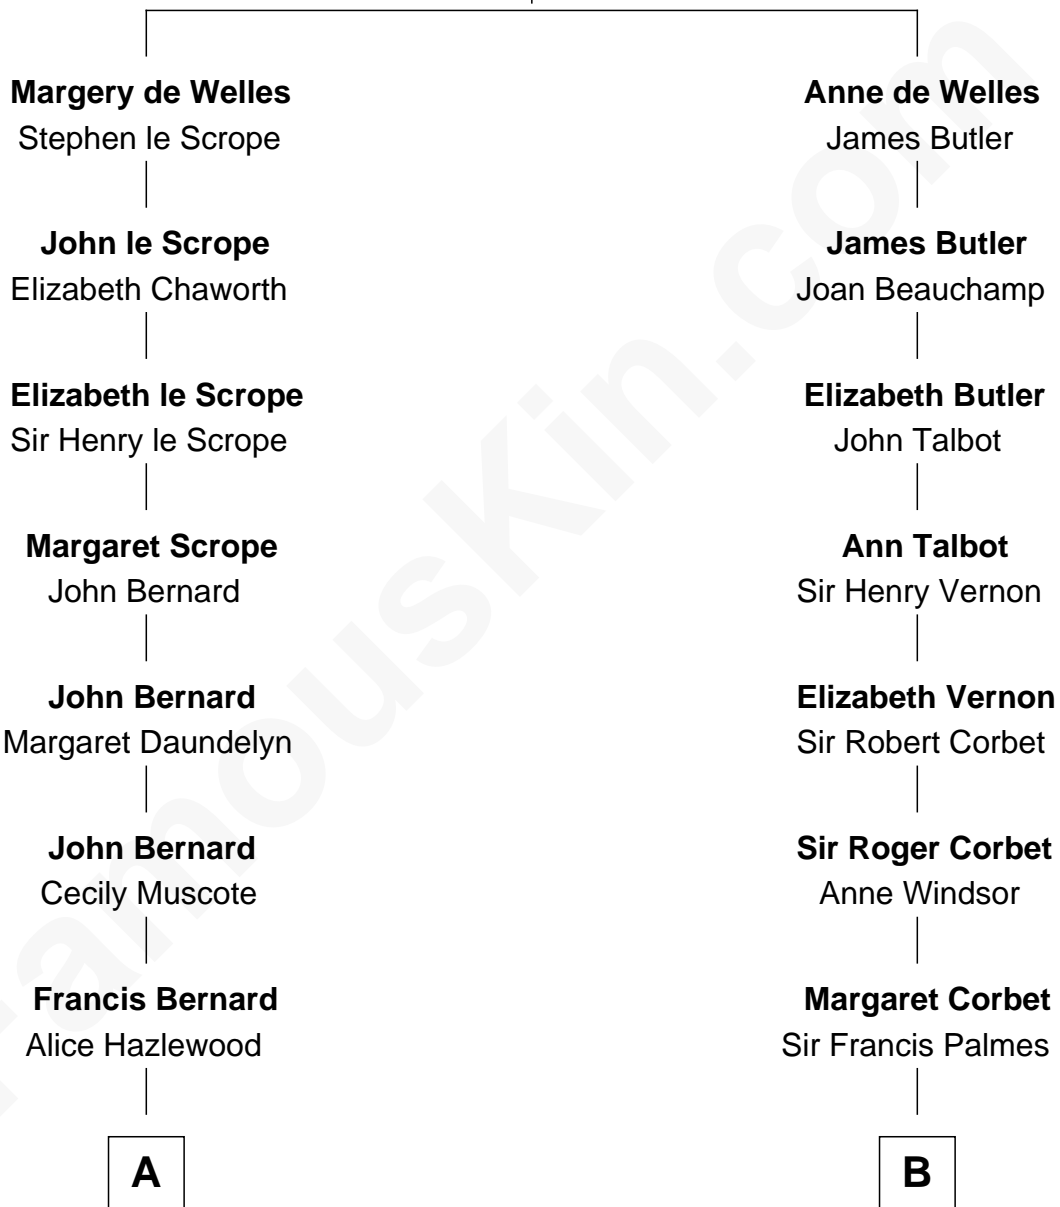 Margery de Welles
Stephen le Scrope
John le Scrope
Elizabeth Chaworth
Elizabeth le Scrope
Sir Henry le Scrope
Margaret Scrope
John Bernard
John Bernard
Margaret Daundelyn
John Bernard
Cecily Muscote
Francis Bernard
Alice Hazlewood
A
Anne de Welles
James Butler
James Butler
Joan Beauchamp
Elizabeth Butler
John Talbot
Ann Talbot
Sir Henry Vernon
Elizabeth Vernon
Sir Robert Corbet
Sir Roger Corbet
Anne Windsor
Margaret Corbet
Sir Francis Palmes
B
FamousKin.com